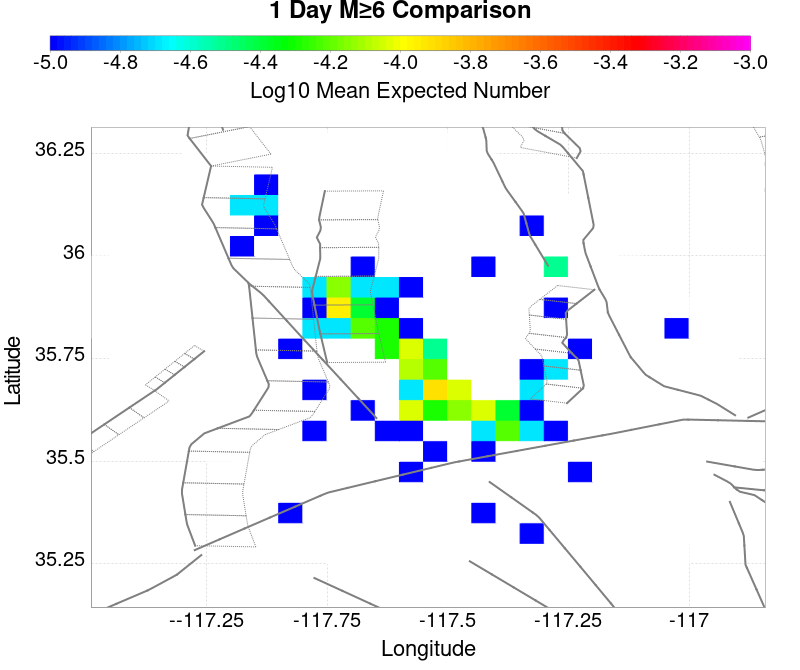 1 Day M≥6 Comparison
-5.0 -4.8 -4.6 -4.4 -4.2 -4.0 -3.8 -3.6 -3.4 -3.2 -3.0
Log10 Mean Expected Number
36.25
36
35.75
35.5
35.25
Latitude
--117.25 -117.75 -117.5 -117.25 -117
Longitude